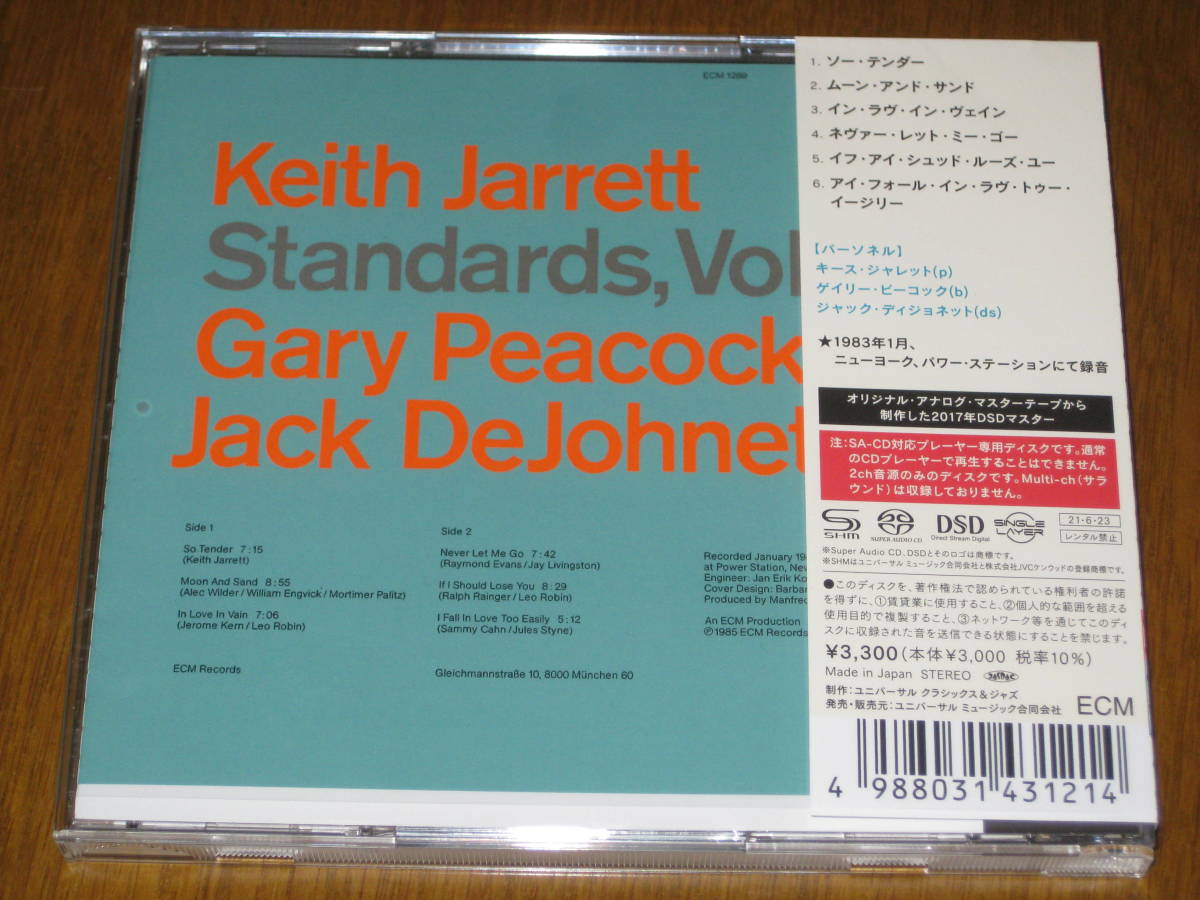 ECM 1289
Keith Jarrett
Standards, Vol
Gary Peacock
Jack DeJohnet
Side 1
So Tender 7:15
(Keith Jarrett)
Moon And Sand 8:55
(Alec Wilder/William Engvick/Mortimer Palitz)
In Love In Vain 7:06
(Jerome Kern/Leo Robin)
ECM Records
Side 2
Never Let Me Go 7:42
(Raymond Evans/Jay Livingston)
If I Should Lose You 8:29
(Ralph Rainger/Leo Robin)
I Fall In Love Too Easily 5:12
(Sammy Cahn/Jules Styne)
Gleichmannstraße 10, 8000 München 60
Recorded January 19
at Power Station, New
Engineer: Jan Erik Ko
Cover Design: Barbar
Produced by Manfred
An ECM Production
Ⓟ1985 ECM Records
1. ソー・テンダー
2. ムーン・アンド・サンド
3. イン・ラヴ・イン・ヴェイン
4. ネヴァー・レット・ミー・ゴー
5. イフ・アイ・シュッド・ルーズ・ユー
6. アイ・フォール・イン・ラヴ・トゥー・
イージリー
【パーソネル】
キース・ジャレット(p)
ゲイリー・ピーコック(b)
ジャック・ディジョネット(ds)
★1983年1月、
ニューヨーク、パワー・ステーションにて録音
オリジナル・アナログ・マスターテープから
制作した2017年DSDマスター
注:SA-CD対応プレーヤー専用ディスクです。通常
のCDプレーヤーで再生することはできません。
2ch音源のみのディスクです。Multi-ch(サラ
ウンド)は収録しておりません。
SHM
SUPER AUDIO CD
DSD
Direct Stream Digital
SINGLE LAYER
21・6・23
レンタル禁止
※Super Audio CD、DSDとそのロゴは商標です。
※SHMはユニバーサル ミュージック合同会社と株式会社JVCケンウッドの登録商標です。
●このディスクを、著作権法で認められている権利者の許諾
を得ずに、①賃貸業に使用すること、②個人的な範囲を超える
使用目的で複製すること、③ネットワーク等を通じてこのディ
スクに収録された音を送信できる状態にすることを禁じます。
¥3,300(本体¥3,000 税率10%)
Made in Japan STEREO
制作:ユニバーサル クラシックス&ジャズ
発売・販売元:ユニバーサル ミュージック合同会社
ECM
4 988031 431214